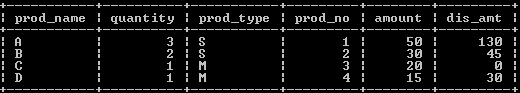 prod_name quantity prod_type prod_no amount dis_amt
A 3 S 1 50 130
B 2 S 2 30 45
C 1 M 3 20 0
D 1 M 4 15 30